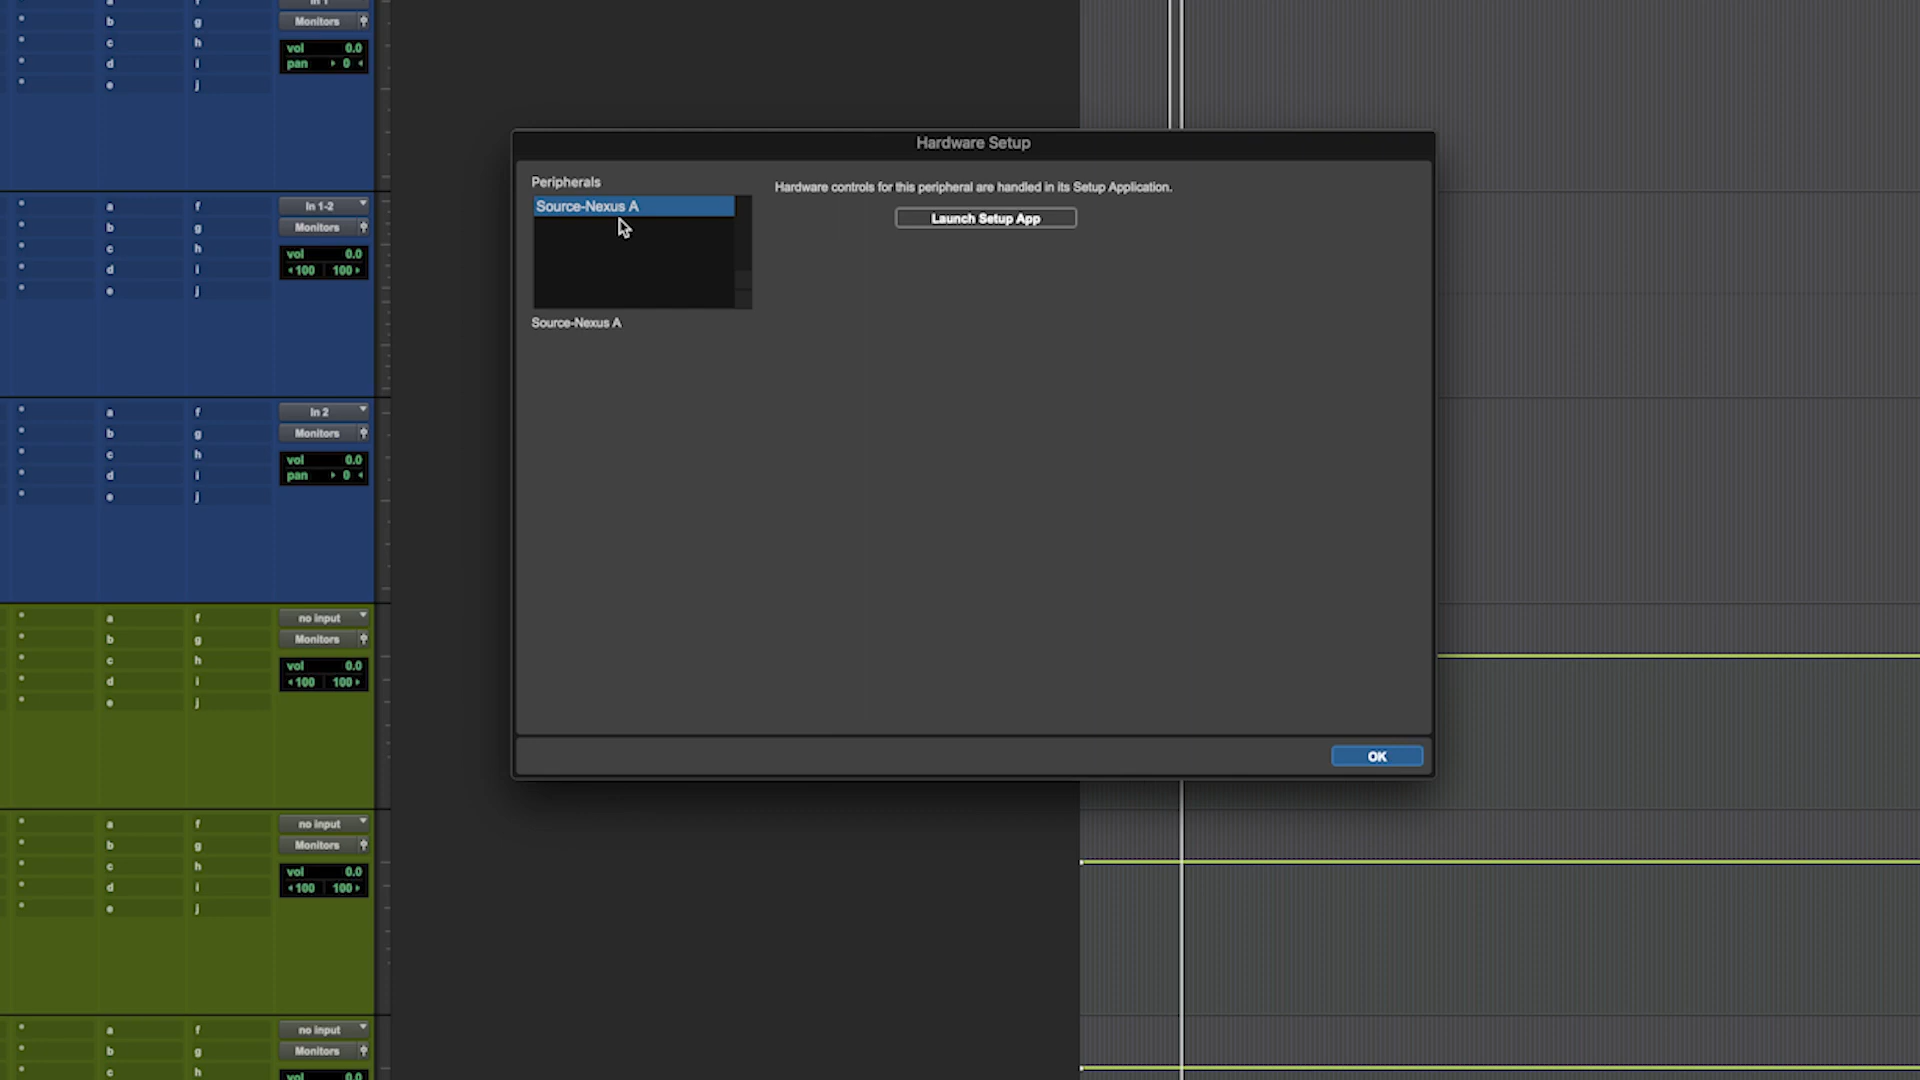 In 1
b g Monitors
c h vol 0.0
d i pan 0
e j
a f In 1-2
b g Monitors
c h vol 0.0
d i 100 100
e j
a f In 2
b g Monitors
c h vol 0.0
d i pan 0
e j
a f no input
b g Monitors
c h vol 0.0
d i 100 100
e j
a f no input
b g Monitors
c h vol 0.0
d i 100 100
e j
a f no input
b g Monitors
c h vol 0.0
Hardware Setup
Peripherals
Source-Nexus A
Source-Nexus A
Hardware controls for this peripheral are handled in its Setup Application.
Launch Setup App
OK